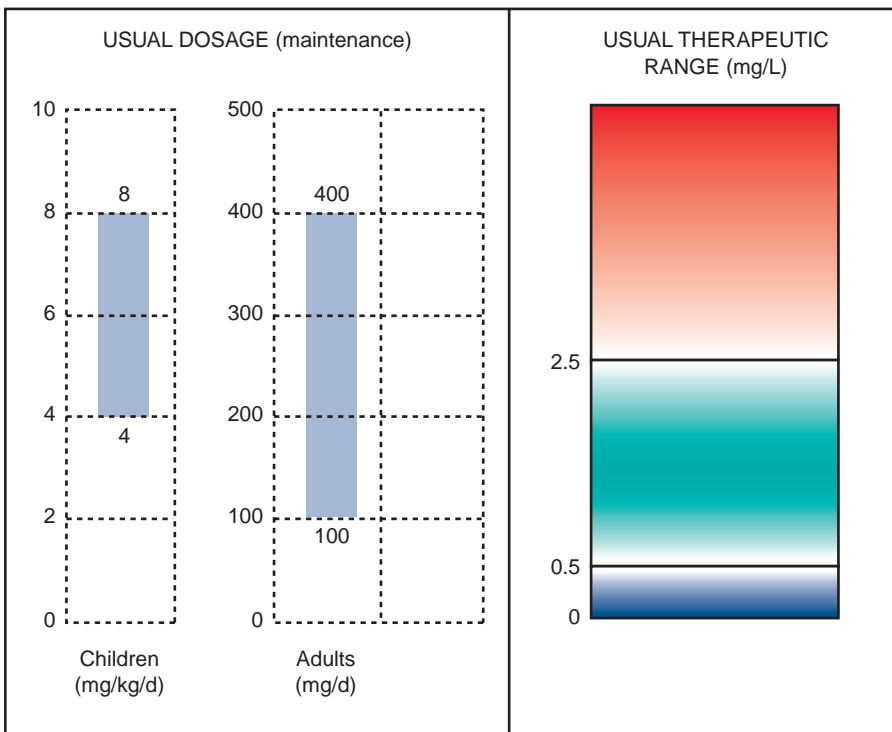 USUAL DOSAGE (maintenance)
10
8
6
4
2
0
8
4
Children
(mg/kg/d)
500
400
300
200
100
0
400
100
Adults
(mg/d)
USUAL THERAPEUTIC
RANGE (mg/L)
2.5
0.5
0